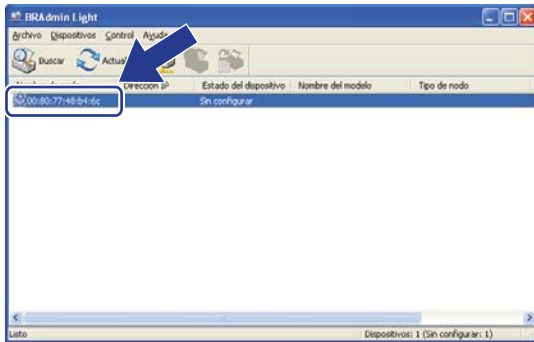 BRAdmin Light
Archivo Dispositivos Control Ayuda
Buscar
Dirección IP Estado del dispositivo Nombre del modelo Tipo de nodo
00:80:77:48:b4:6c Sin configurar
Listo Dispositivos: 1 (Sin configurar: 1)